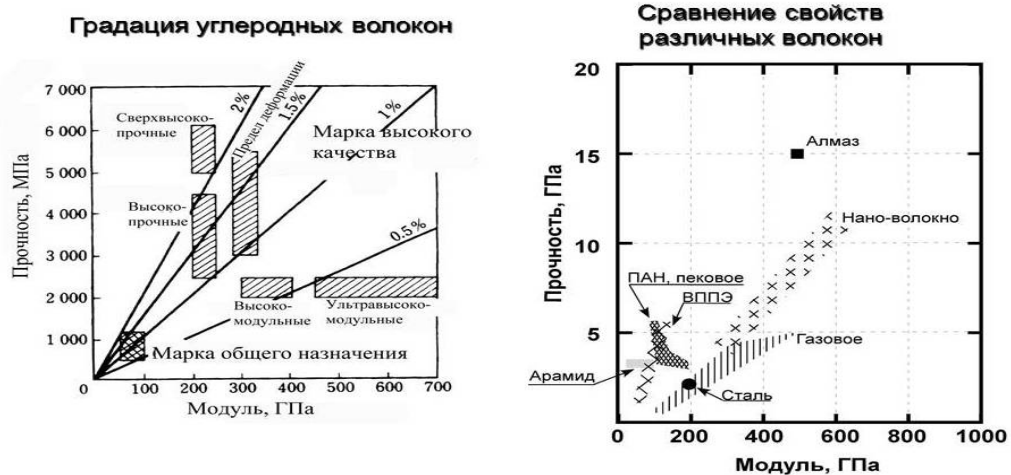 Градация углеродных волокон
Прочность, МПа
7 000
6 000
5 000
4 000
3 000
2 000
1 000
0
100
200
300
400
500
600
700
Модуль, ГПа
Сверхвысоко-
прочные
2%
Предел деформации
1.5%
1%
Марка высокого
качества
Высоко-
прочные
0.5%
Высоко-
модульные
Ультравысоко-
модульные
Марка общего назначения
Сравнение свойств
различных волокон
Прочность, ГПа
20
15
10
5
0
200
400
600
800
1000
Модуль, ГПа
Алмаз
Нано-волокно
ПАН, пековое
ВППЭ
Газовое
Арамид
Сталь